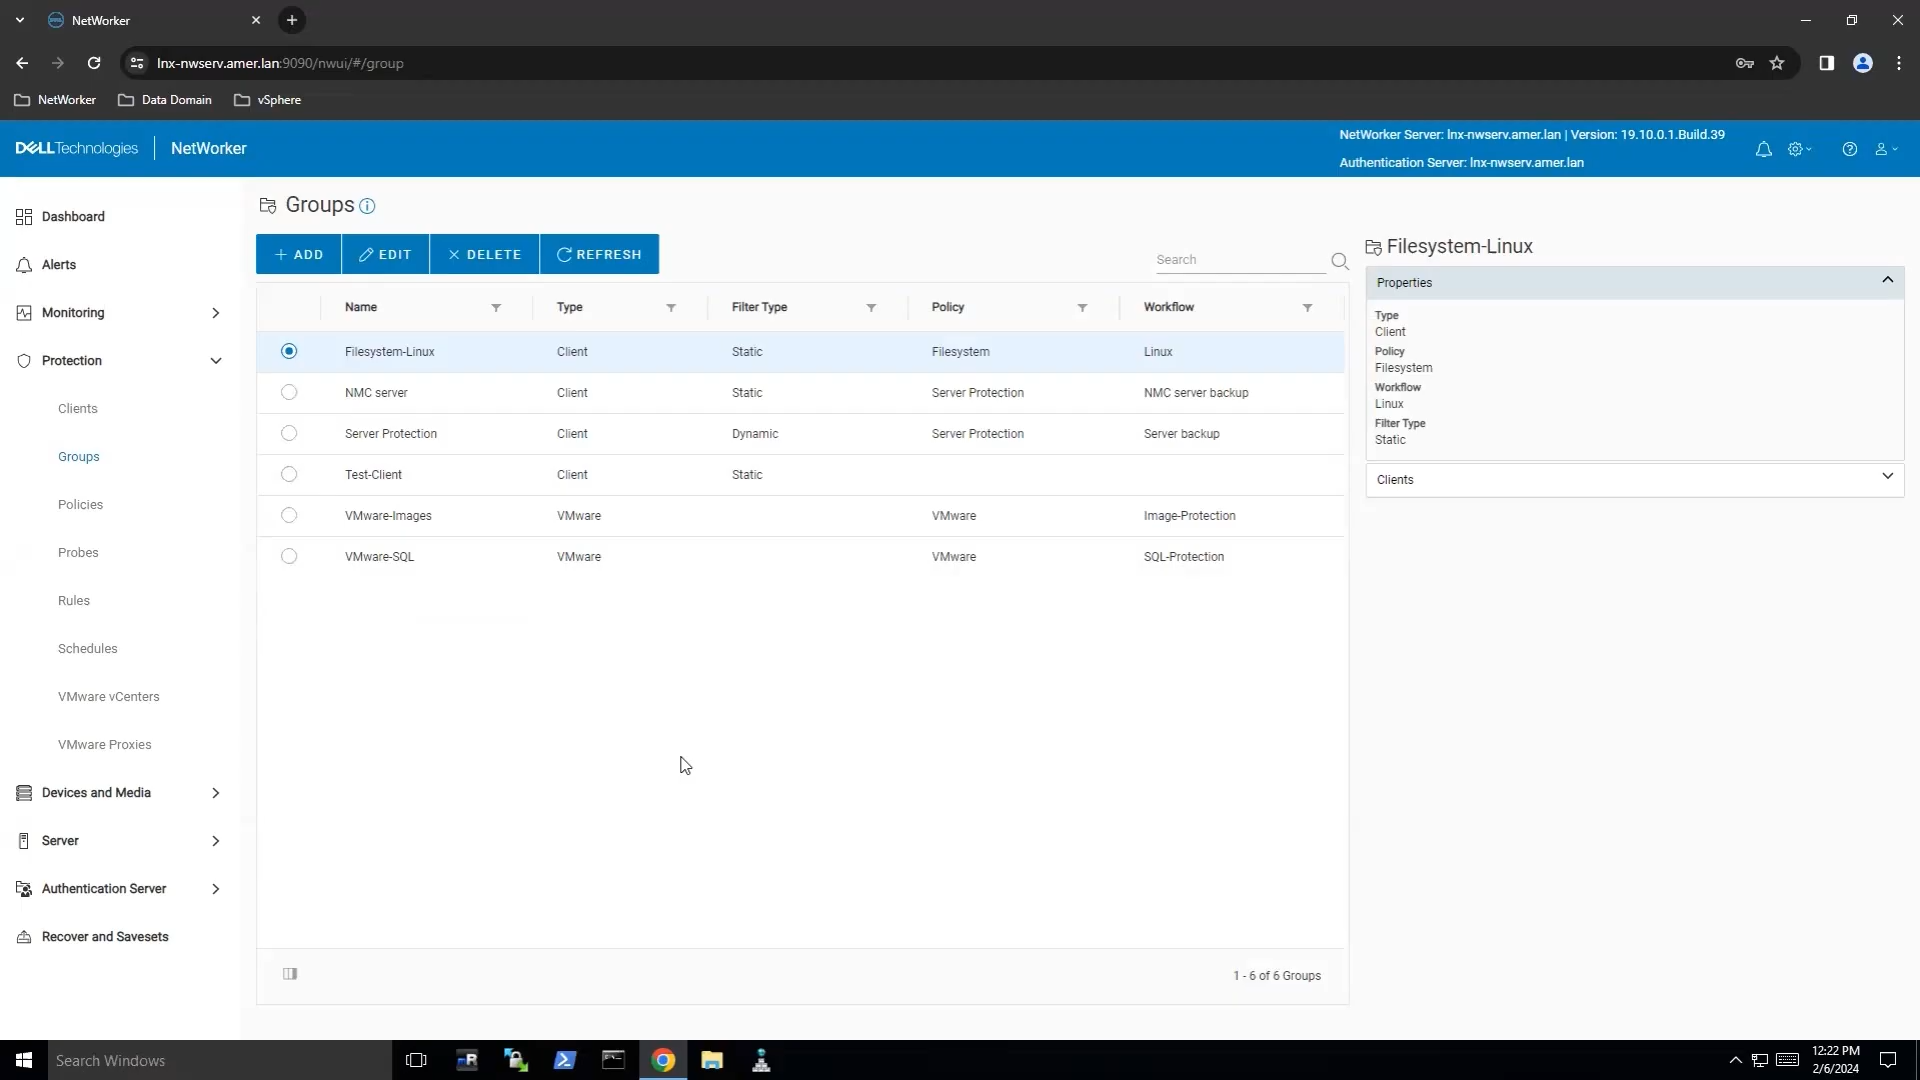 NetWorker
lnx-nwserv.amer.lan:9090/nwui/#/group
NetWorker
Data Domain
vSphere
DELLTechnologies
NetWorker
NetWorker Server: lnx-nwserv.amer.lan | Version: 19.10.0.1.Build.39
Authentication Server: lnx-nwserv.amer.lan
Dashboard
Alerts
Monitoring
Protection
Clients
Groups
Policies
Probes
Rules
Schedules
VMware vCenters
VMware Proxies
Devices and Media
Server
Authentication Server
Recover and Savesets
Groups
ADD
EDIT
DELETE
REFRESH
Search
Name Type Filter Type Policy Workflow
Filesystem-Linux Client Static Filesystem Linux
NMC server Client Static Server Protection NMC server backup
Server Protection Client Dynamic Server Protection Server backup
Test-Client Client Static
VMware-Images VMware VMware Image-Protection
VMware-SQL VMware VMware SQL-Protection
1 - 6 of 6 Groups
Filesystem-Linux
Properties
Type
Client
Policy
Filesystem
Workflow
Linux
Filter Type
Static
Clients
Search Windows
12:22 PM
2/6/2024